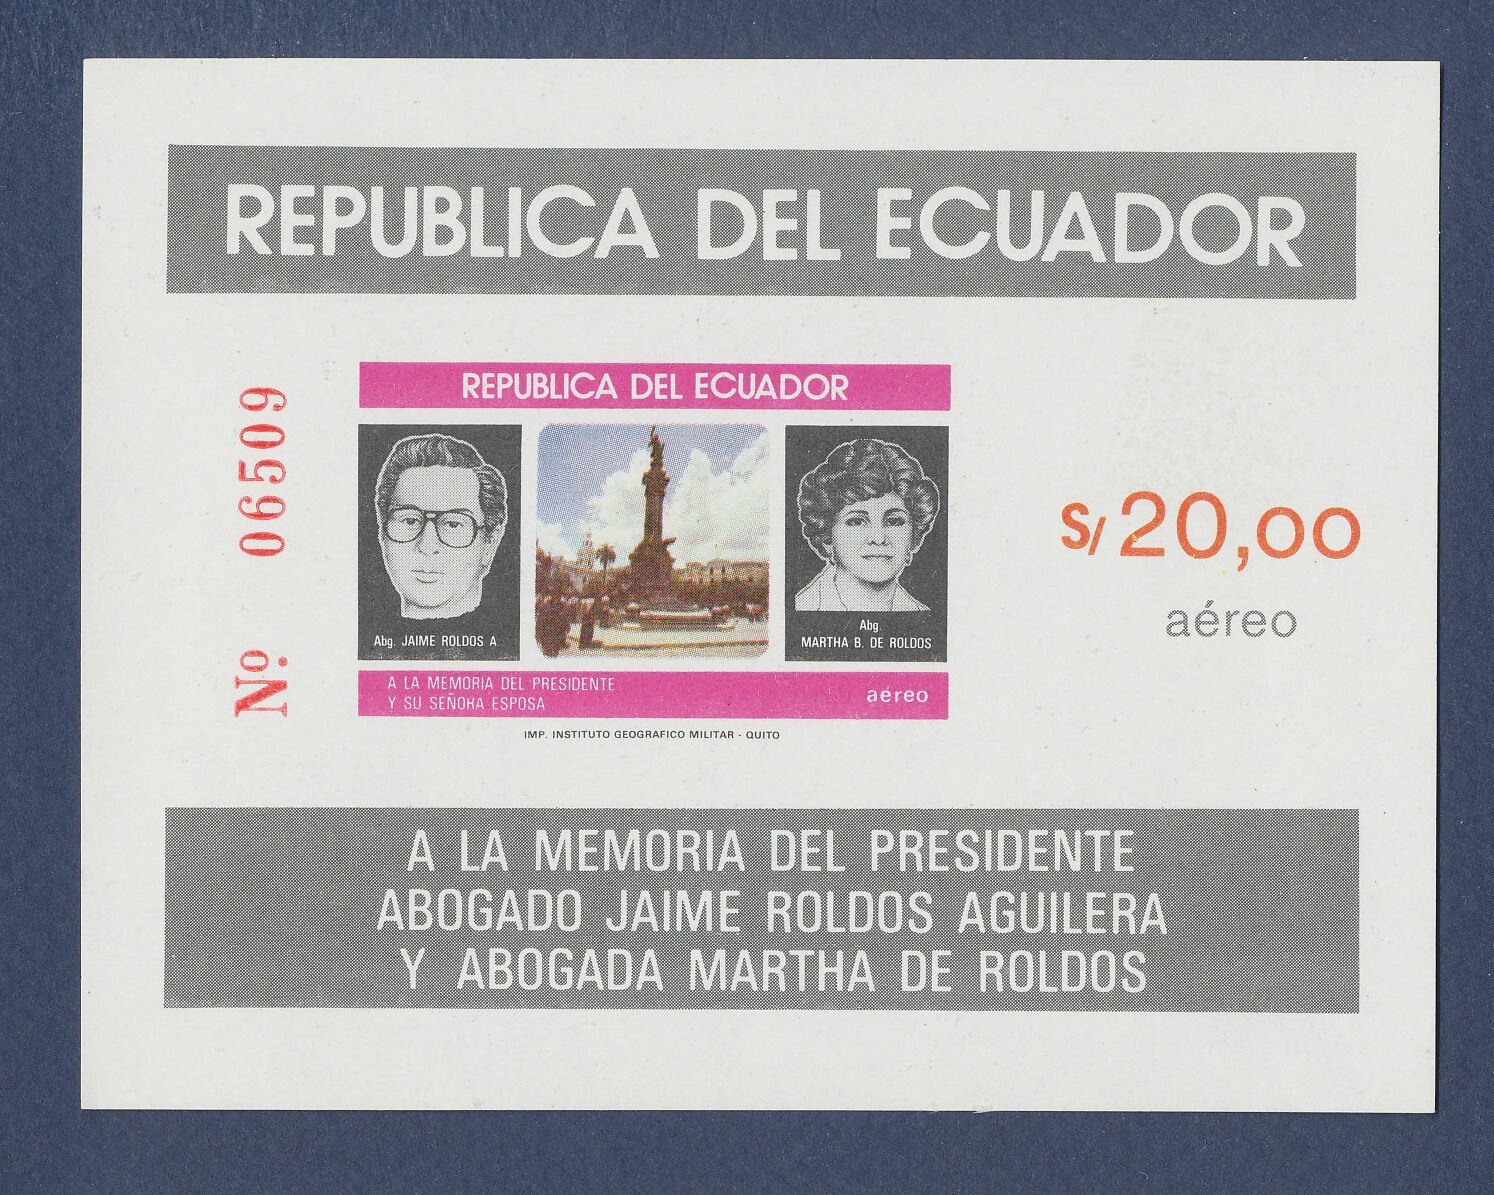 REPUBLICA DEL ECUADOR
Nº. 06509
REPUBLICA DEL ECUADOR
Abg. JAIME ROLDOS A.
Abg.
MARTHA B. DE ROLDOS
A LA MEMORIA DEL PRESIDENTE
Y SU SEÑORA ESPOSA
aéreo
IMP. INSTITUTO GEOGRAFICO MILITAR - QUITO
S/20,00
aéreo
A LA MEMORIA DEL PRESIDENTE
ABOGADO JAIME ROLDOS AGUILERA
Y ABOGADA MARTHA DE ROLDOS